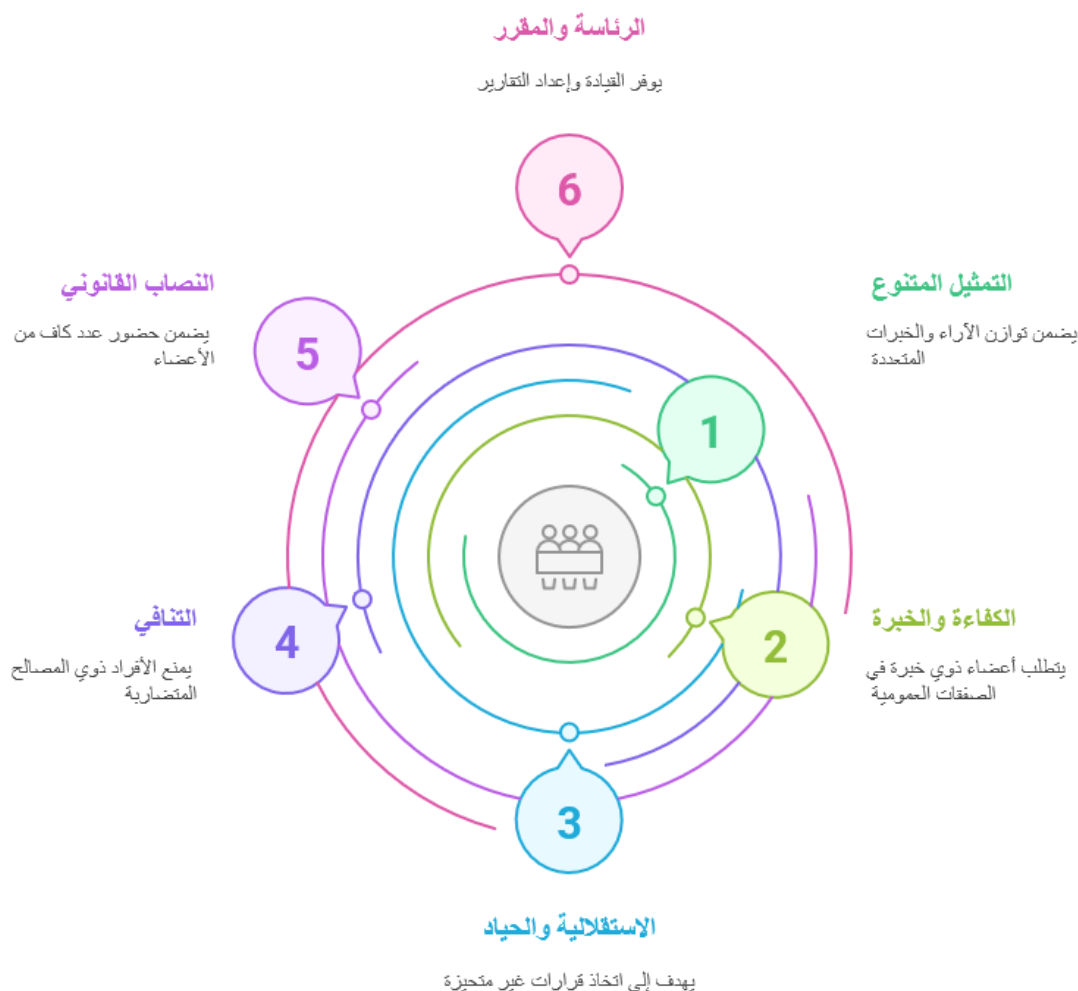 الرئاسة والمقرر
يوفر القيادة وإعداد التقارير
6
التمثيل المتنوع
يضمن توازن الآراء والخبرات
المتعددة
1
الكفاءة والخبرة
يتطلب أعضاء ذوي خبرة في
الصفقات العمومية
2
3
الاستقلالية والحياد
يهدف إلى اتخاذ قرارات غير متحيزة
التنافي
يمنع الأفراد ذوي المصالح
المتضاربة
4
النصاب القانوني
يضمن حضور عدد كاف من
الأعضاء
5